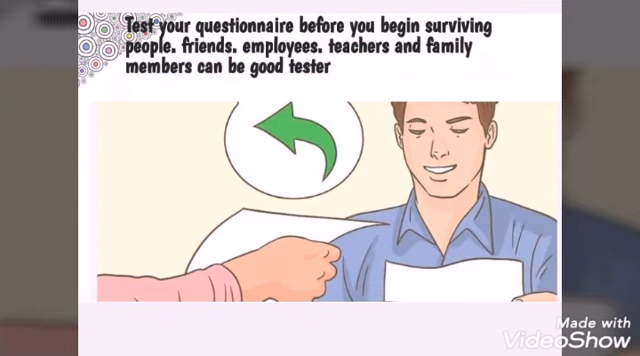 Test your questionnaire before you begin surviving
people. friends. employees. teachers and family
members can be good tester
Made with
VideoShow